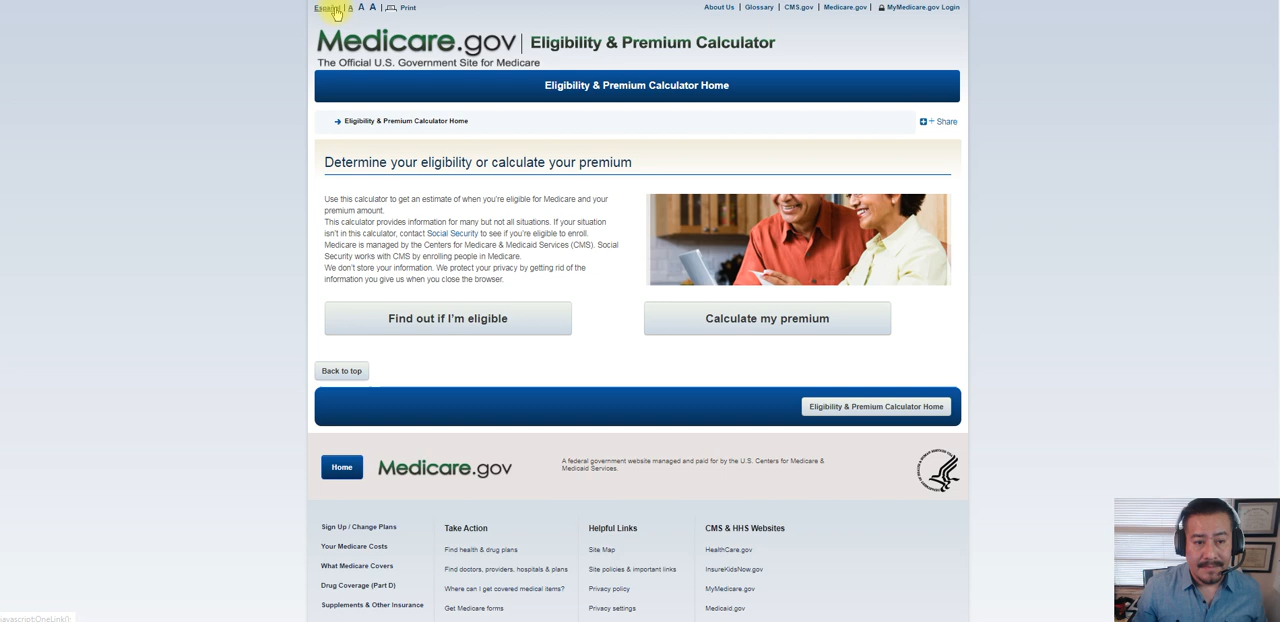 Español | A A A | Print
About Us | Glossary | CMS.gov | Medicare.gov | MyMedicare.gov Login
Medicare.gov | Eligibility & Premium Calculator
The Official U.S. Government Site for Medicare
Eligibility & Premium Calculator Home
Eligibility & Premium Calculator Home
+ Share
Determine your eligibility or calculate your premium
Use this calculator to get an estimate of when you're eligible for Medicare and your
premium amount.
This calculator provides information for many but not all situations. If your situation
isn't in this calculator, contact Social Security to see if you're eligible to enroll.
Medicare is managed by the Centers for Medicare & Medicaid Services (CMS). Social
Security works with CMS by enrolling people in Medicare.
We don't store your information. We protect your privacy by getting rid of the
information you give us when you close the browser.
Find out if I'm eligible
Calculate my premium
Back to top
Eligibility & Premium Calculator Home
Home
Medicare.gov
A federal government website managed and paid for by the U.S. Centers for Medicare &
Medicaid Services.
Sign Up / Change Plans
Your Medicare Costs
What Medicare Covers
Drug Coverage (Part D)
Supplements & Other Insurance
Take Action
Find health & drug plans
Find doctors, providers, hospitals & plans
Where can I get covered medical items?
Get Medicare forms
Helpful Links
Site Map
Site policies & important links
Privacy policy
Privacy settings
CMS & HHS Websites
HealthCare.gov
InsureKidsNow.gov
MyMedicare.gov
Medicaid.gov
javascript:OneLink();